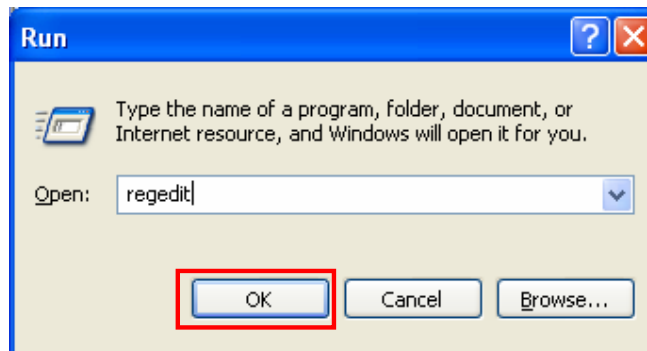 Run
Type the name of a program, folder, document, or
Internet resource, and Windows will open it for you.
Open: regedit
OK Cancel Browse...